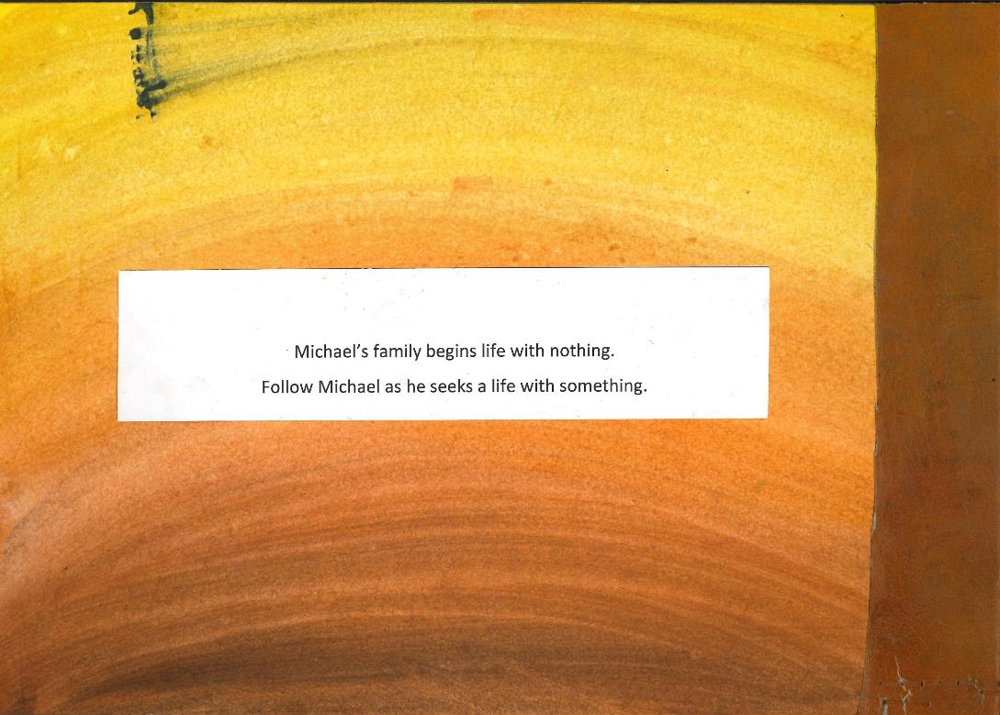 Michael’s family begins life with nothing.
Follow Michael as he seeks a life with something.